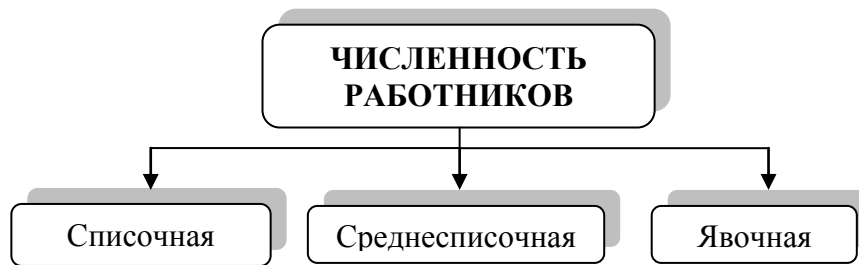 ЧИСЛЕННОСТЬ
РАБОТНИКОВ
Списочная
Среднесписочная
Явочная